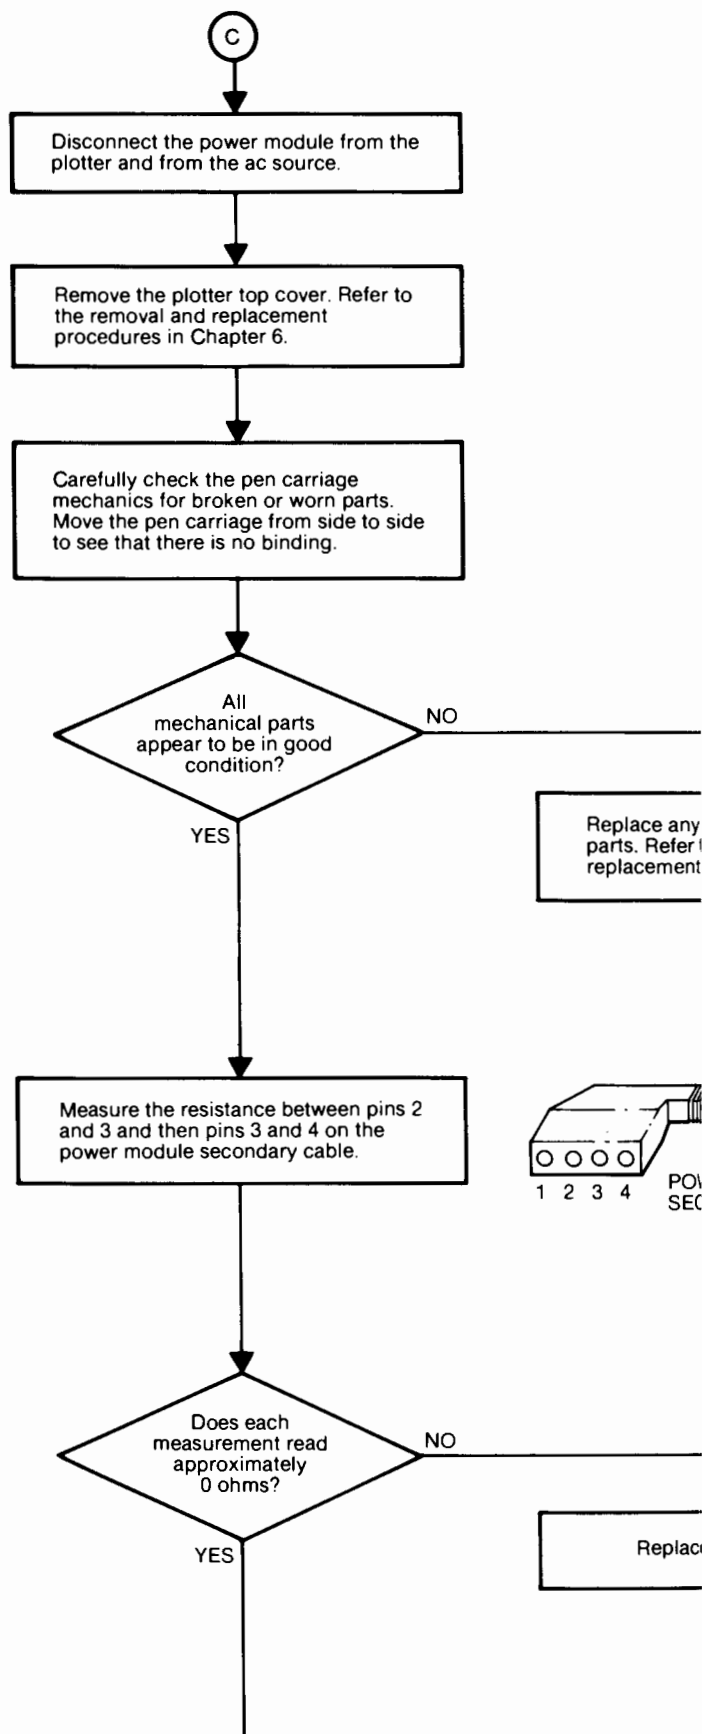 C
Disconnect the power module from the
plotter and from the ac source.
Remove the plotter top cover. Refer to
the removal and replacement
procedures in Chapter 6.
Carefully check the pen carriage
mechanics for broken or worn parts.
Move the pen carriage from side to side
to see that there is no binding.
All
mechanical parts
appear to be in good
condition?
NO
YES
Replace any
parts. Refer
replacement
Measure the resistance between pins 2
and 3 and then pins 3 and 4 on the
power module secondary cable.
1 2 3 4
Does each
measurement read
approximately
0 ohms?
NO
YES